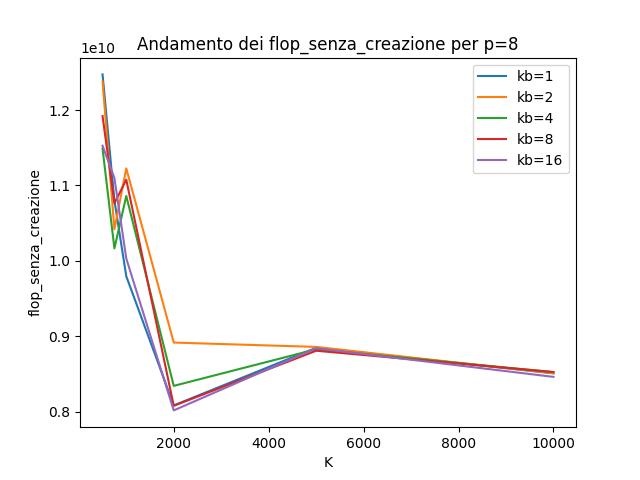 Andamento dei flop_senza_creazione per p=8
1e10
kb=1
kb=2
kb=4
kb=8
kb=16
flop_senza_creazione
1.2
1.1
1.0
0.9
0.8
2000 4000 6000 8000 10000
K